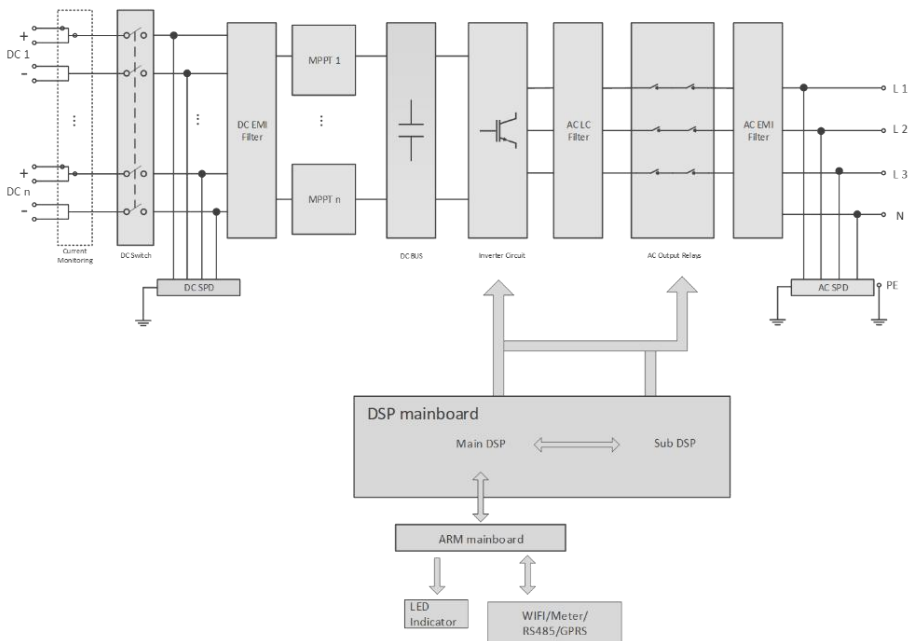 +
DC 1
-
+
DC n
-
Current
Monitoring
DC Switch
DC SPD
DC EMI
Filter
MPPT 1
MPPT n
DC BUS
Inverter Circuit
AC LC
Filter
AC Output Relays
AC EMI
Filter
L 1
L 2
L 3
N
AC SPD
PE
DSP mainboard
Main DSP
Sub DSP
ARM mainboard
LED
Indicator
WIFI/Meter/
RS485/GPRS